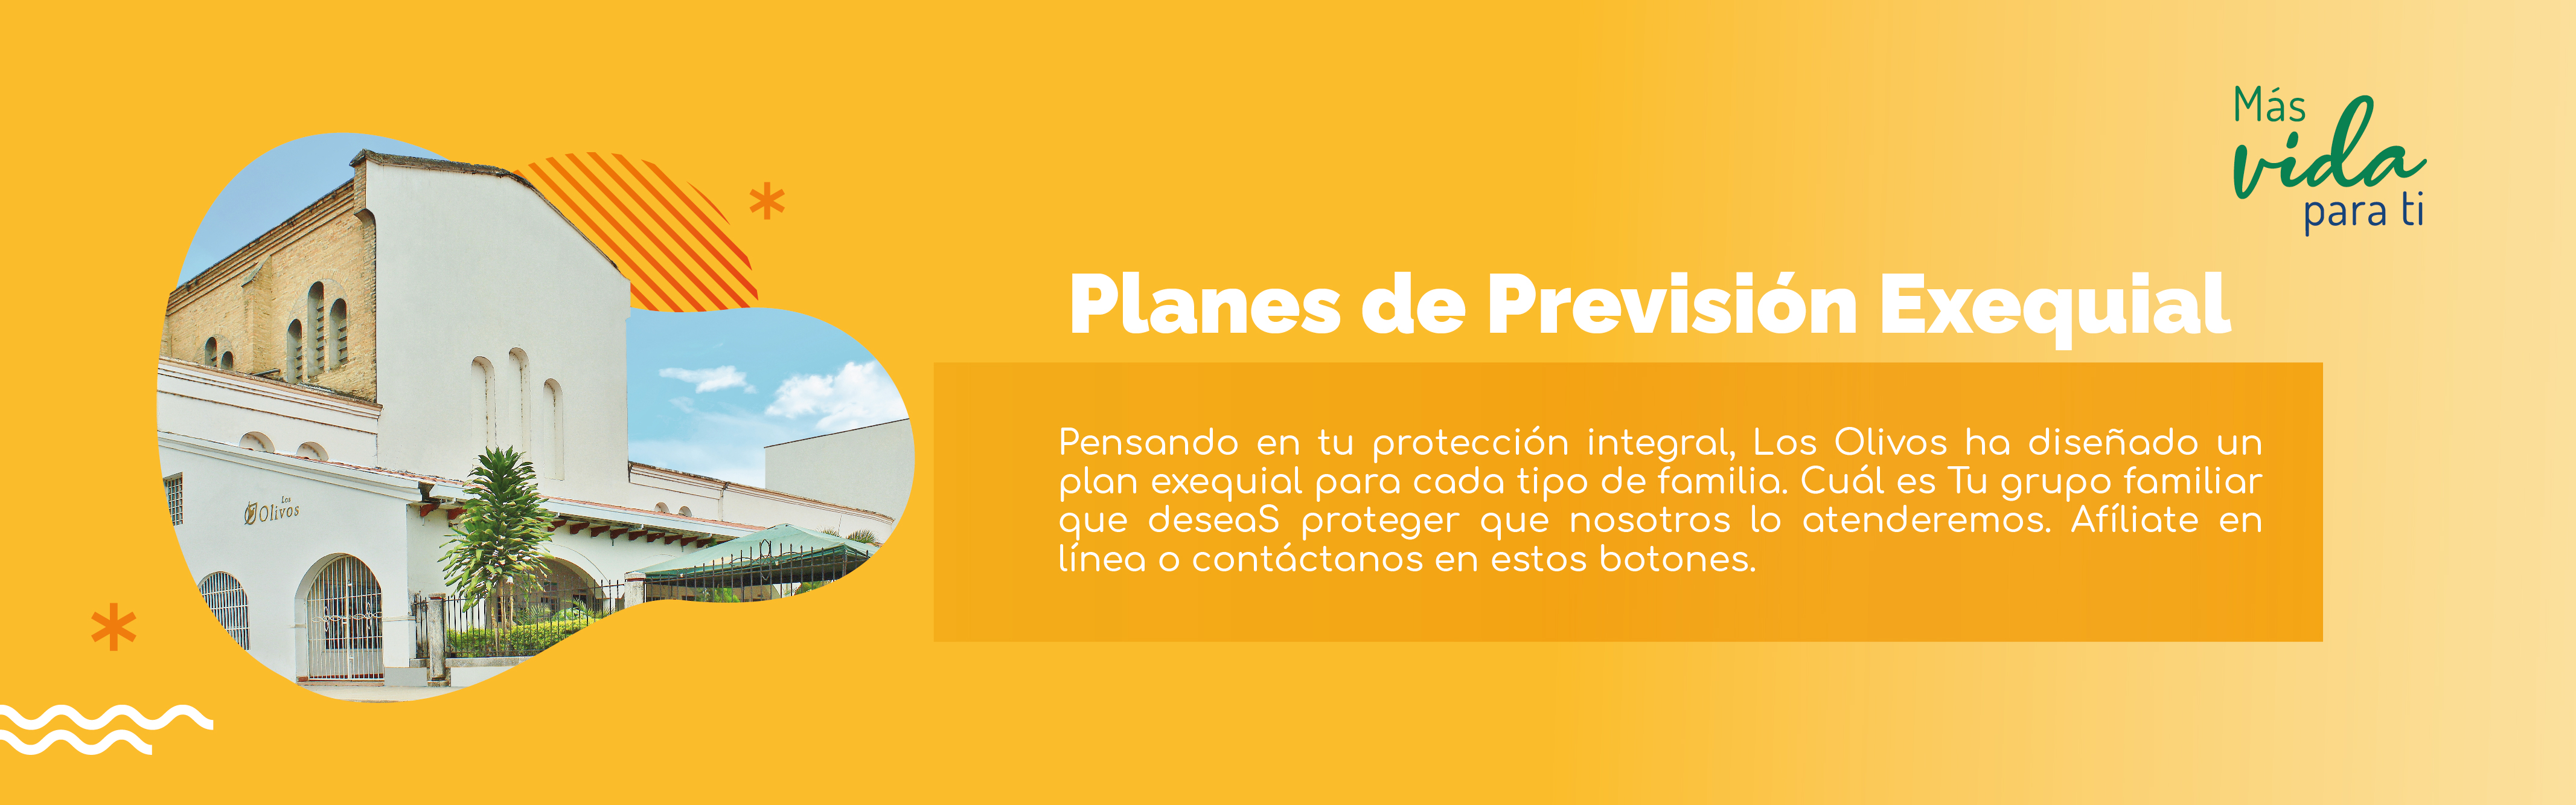 Más
vida
para ti
Planes de Previsión Exequial
Pensando en tu protección integral, Los Olivos ha diseñado un
plan exequial para cada tipo de familia. Cuál es Tu grupo familiar
que deseaS proteger que nosotros lo atenderemos. Afíliate en
línea o contáctanos en estos botones.
Los
Olivos